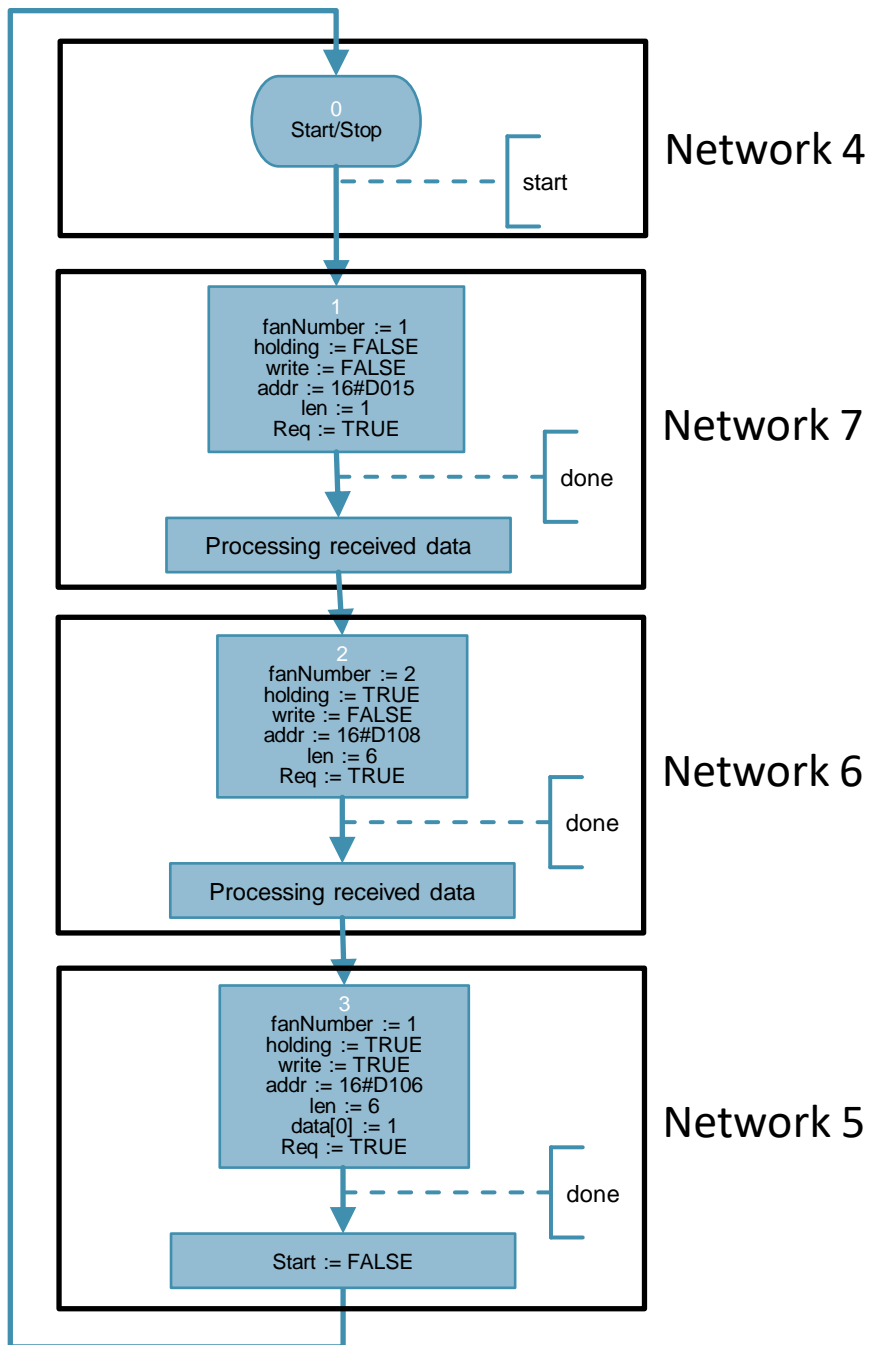 0
Start/Stop
start
Network 4
1
fanNumber := 1
holding := FALSE
write := FALSE
addr := 16#D015
len := 1
Req := TRUE
done
Processing received data
Network 7
2
fanNumber := 2
holding := TRUE
write := FALSE
addr := 16#D108
len := 6
Req := TRUE
done
Processing received data
Network 6
3
fanNumber := 1
holding := TRUE
write := TRUE
addr := 16#D106
len := 6
data[0] := 1
Req := TRUE
done
Start := FALSE
Network 5